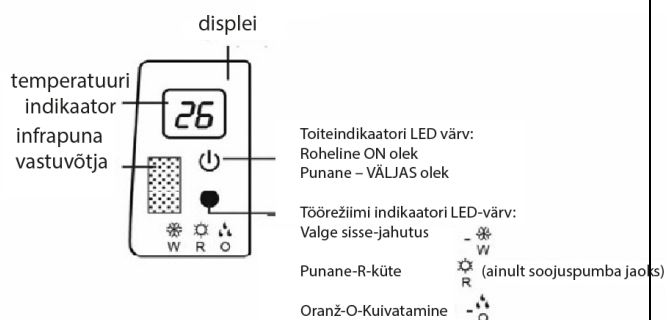 displei
temperatuuri
indikaator
26
infrapuna
vastuvõtja
W R O
Toiteindikaatori LED värv:
Roheline ON olek
Punane – VÄLJAS olek
Töörežiimi indikaatori LED-värv:
Valge sisse-jahutus -
W
Punane-R-küte (ainult soojuspumba jaoks)
R
Oranž-O-Kuivatamine -
O